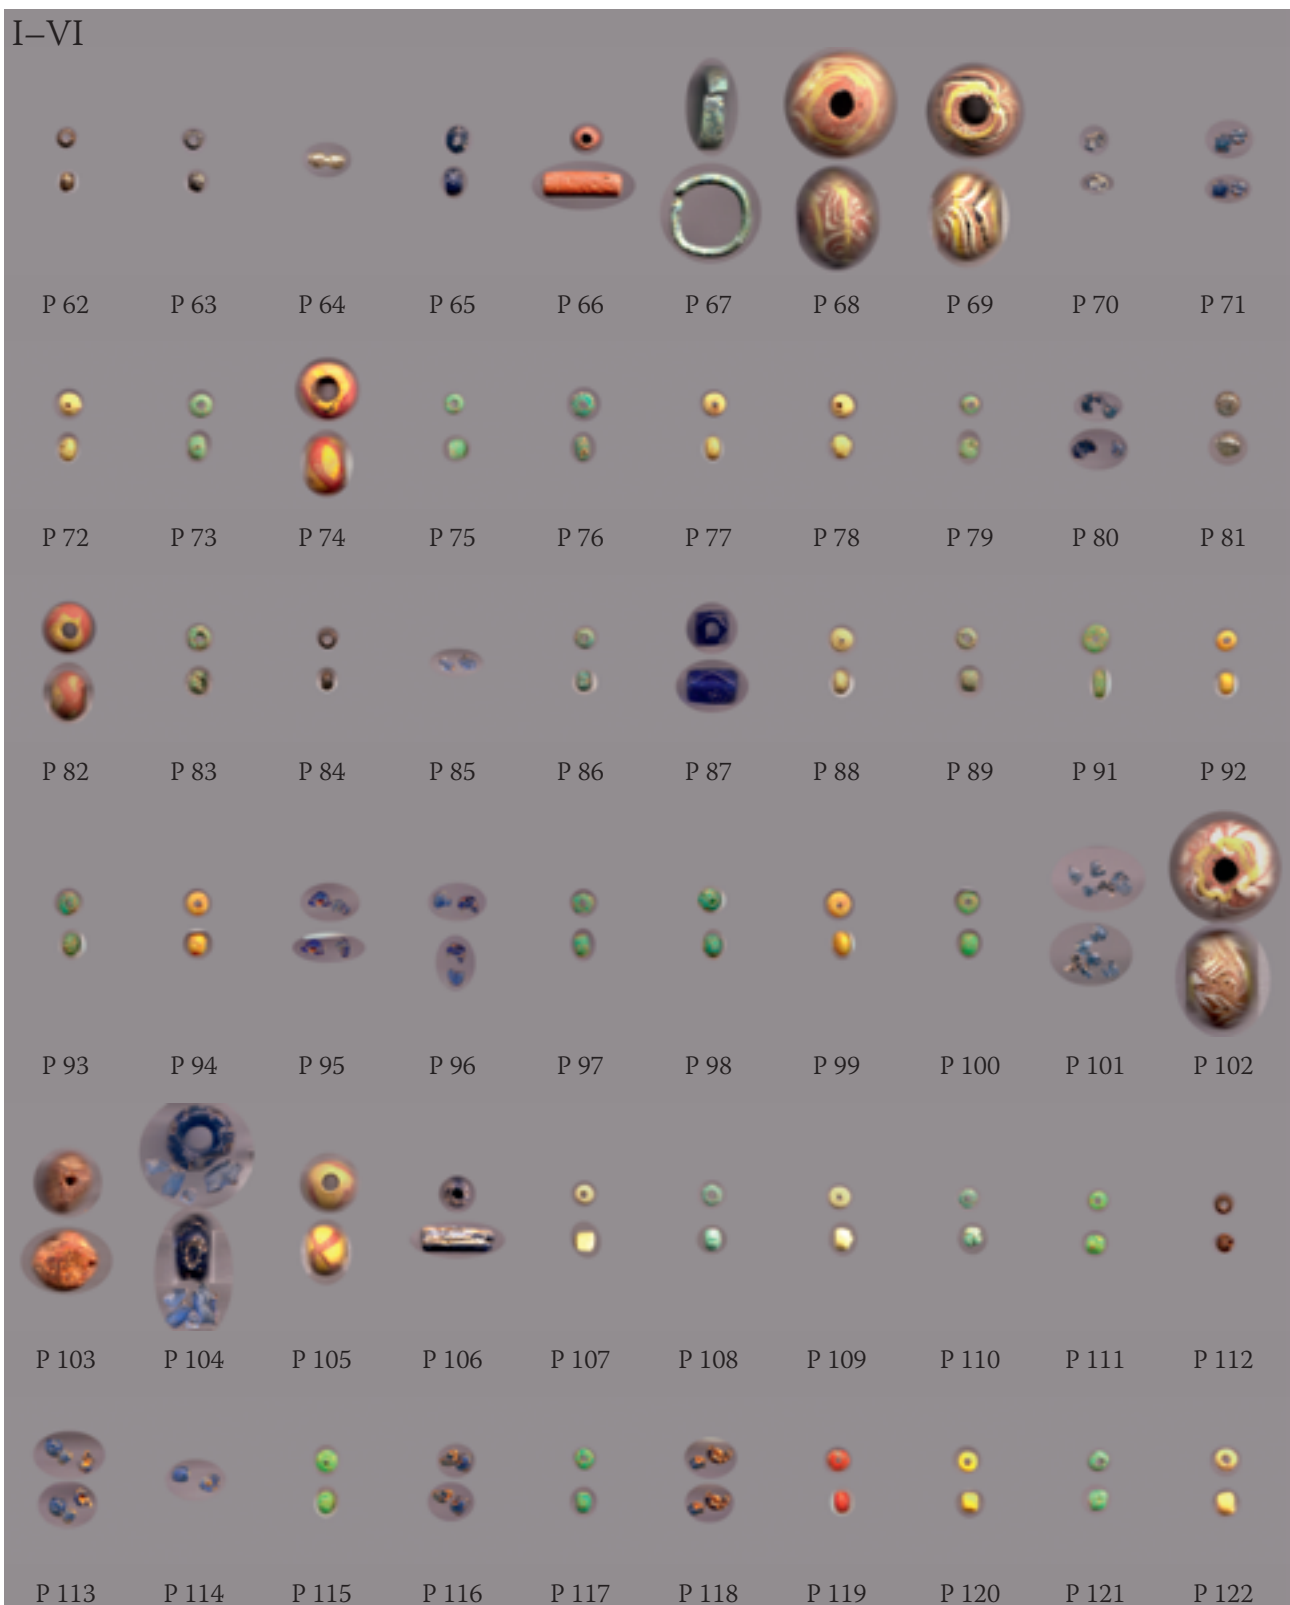 I–VI
P 62 P 63 P 64 P 65 P 66 P 67 P 68 P 69 P 70 P 71
P 72 P 73 P 74 P 75 P 76 P 77 P 78 P 79 P 80 P 81
P 82 P 83 P 84 P 85 P 86 P 87 P 88 P 89 P 91 P 92
P 93 P 94 P 95 P 96 P 97 P 98 P 99 P 100 P 101 P 102
P 103 P 104 P 105 P 106 P 107 P 108 P 109 P 110 P 111 P 112
P 113 P 114 P 115 P 116 P 117 P 118 P 119 P 120 P 121 P 122